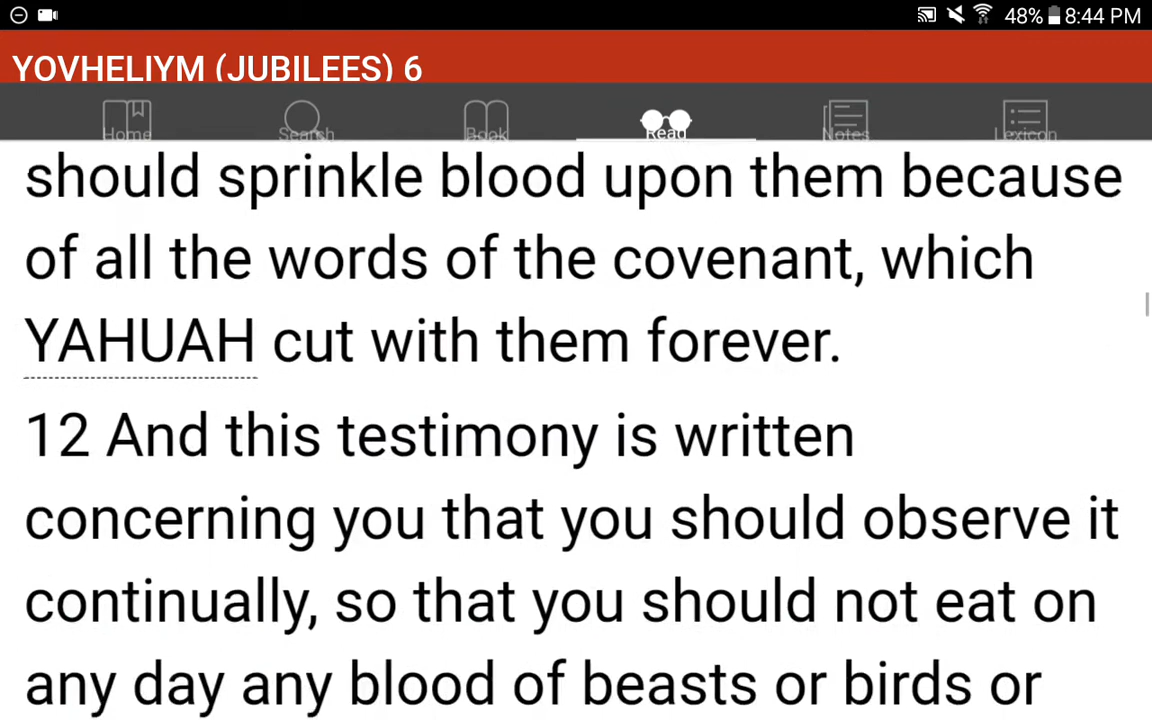 48% 8:44 PM
YOVHELIYM (JUBILEES) 6
Home Search Book Read Notes Lexicon
should sprinkle blood upon them because
of all the words of the covenant, which
YAHUAH cut with them forever.
12 And this testimony is written
concerning you that you should observe it
continually, so that you should not eat on
any day any blood of beasts or birds or